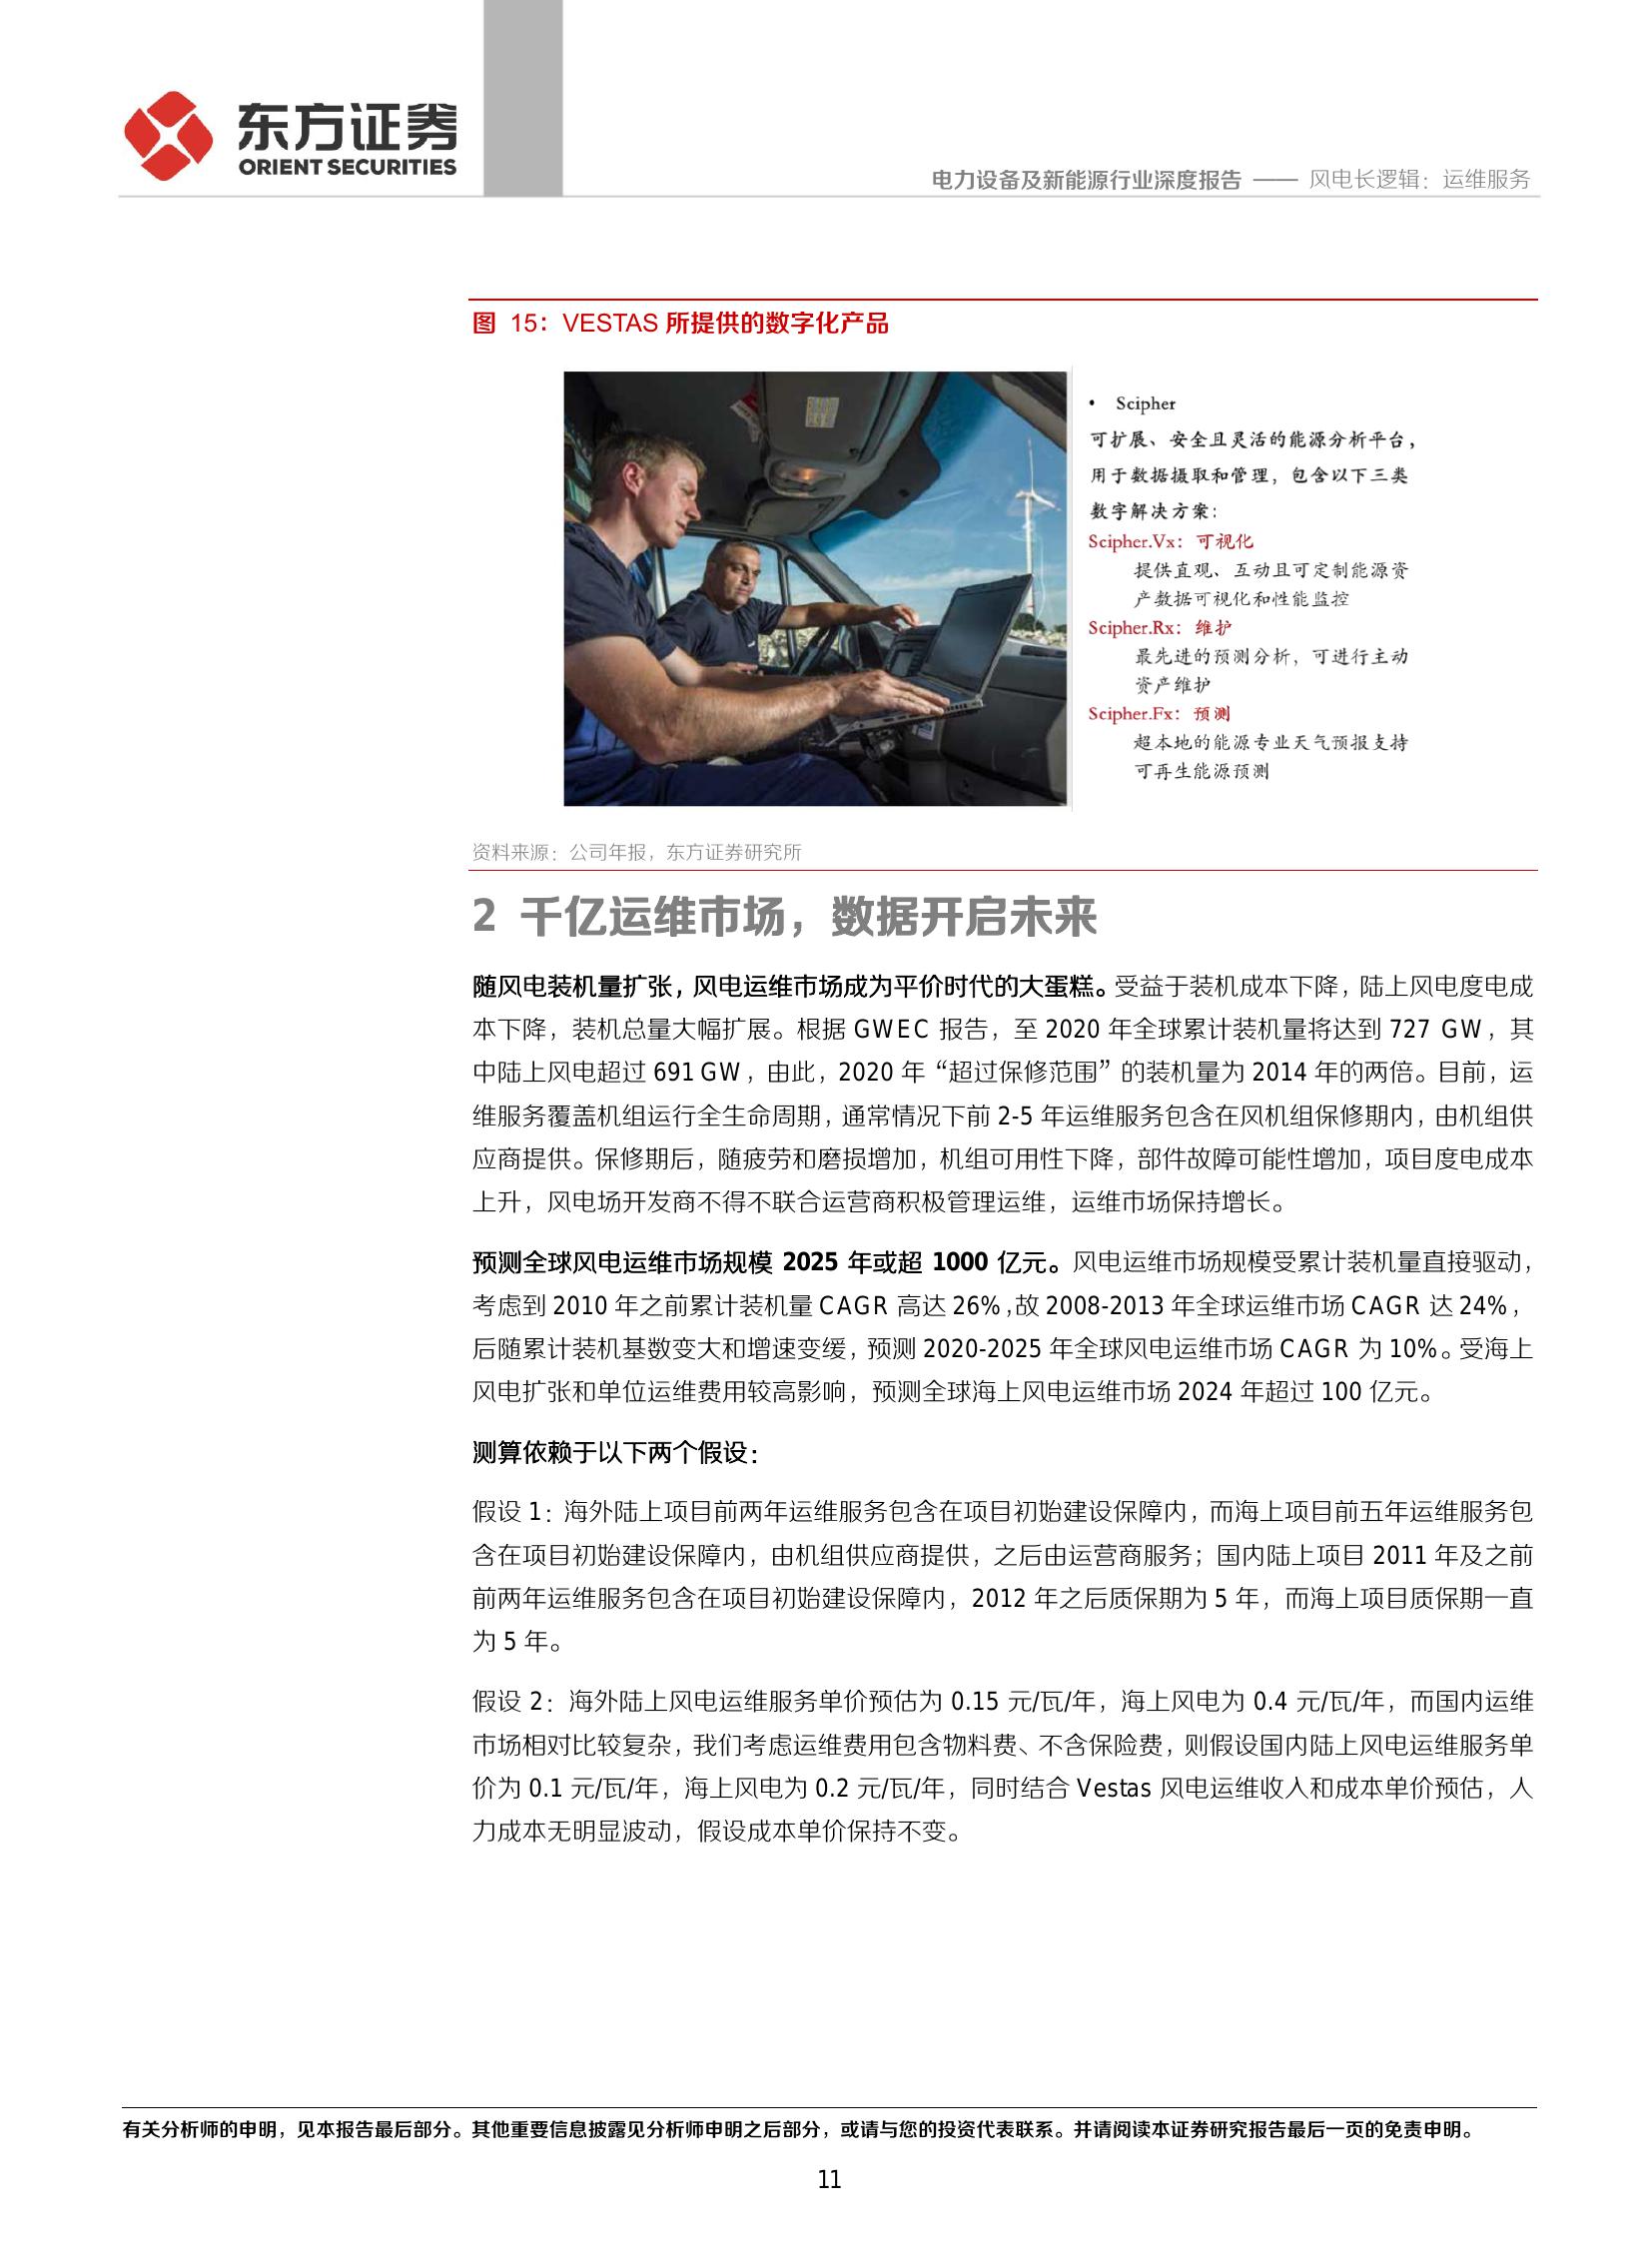 东方证券
ORIENT SECURITIES
电力设备及新能源行业深度报告 —— 风电长逻辑：运维服务
图 15：VESTAS 所提供的数字化产品
• Scipher
可扩展、安全且灵活的能源分析平台，
用于数据摄取和管理，包含以下三类
数字解决方案：
Scipher.Vx：可视化
提供直观、互动且可定制能源资
产数据可视化和性能监控
Scipher.Rx：维护
最先进的预测分析，可进行主动
资产维护
Scipher.Fx：预测
超本地的能源专业天气预报支持
可再生能源预测
资料来源：公司年报，东方证券研究所
2 千亿运维市场，数据开启未来
随风电装机量扩张，风电运维市场成为平价时代的大蛋糕。受益于装机成本下降，陆上风电度电成
本下降，装机总量大幅扩展。根据 GWEC 报告，至 2020 年全球累计装机量将达到 727 GW，其
中陆上风电超过 691 GW，由此，2020 年“超过保修范围”的装机量为 2014 年的两倍。目前，运
维服务覆盖机组运行全生命周期，通常情况下前 2-5 年运维服务包含在风机组保修期内，由机组供
应商提供。保修期后，随疲劳和磨损增加，机组可用性下降，部件故障可能性增加，项目度电成本
上升，风电场开发商不得不联合运营商积极管理运维，运维市场保持增长。
预测全球风电运维市场规模 2025 年或超 1000 亿元。风电运维市场规模受累计装机量直接驱动，
考虑到 2010 年之前累计装机量 CAGR 高达 26%，故 2008-2013 年全球运维市场 CAGR 达 24%，
后随累计装机基数变大和增速变缓，预测 2020-2025 年全球风电运维市场 CAGR 为 10%。受海上
风电扩张和单位运维费用较高影响，预测全球海上风电运维市场 2024 年超过 100 亿元。
测算依赖于以下两个假设：
假设 1：海外陆上项目前两年运维服务包含在项目初始建设保障内，而海上项目前五年运维服务包
含在项目初始建设保障内，由机组供应商提供，之后由运营商服务；国内陆上项目 2011 年及之前
前两年运维服务包含在项目初始建设保障内，2012 年之后质保期为 5 年，而海上项目质保期一直
为 5 年。
假设 2：海外陆上风电运维服务单价预估为 0.15 元/瓦/年，海上风电为 0.4 元/瓦/年，而国内运维
市场相对比较复杂，我们考虑运维费用包含物料费、不含保险费，则假设国内陆上风电运维服务单
价为 0.1 元/瓦/年，海上风电为 0.2 元/瓦/年，同时结合 Vestas 风电运维收入和成本单价预估，人
力成本无明显波动，假设成本单价保持不变。
有关分析师的申明，见本报告最后部分。其他重要信息披露见分析师申明之后部分，或请与您的投资代表联系。并请阅读本证券研究报告最后一页的免责申明。
11